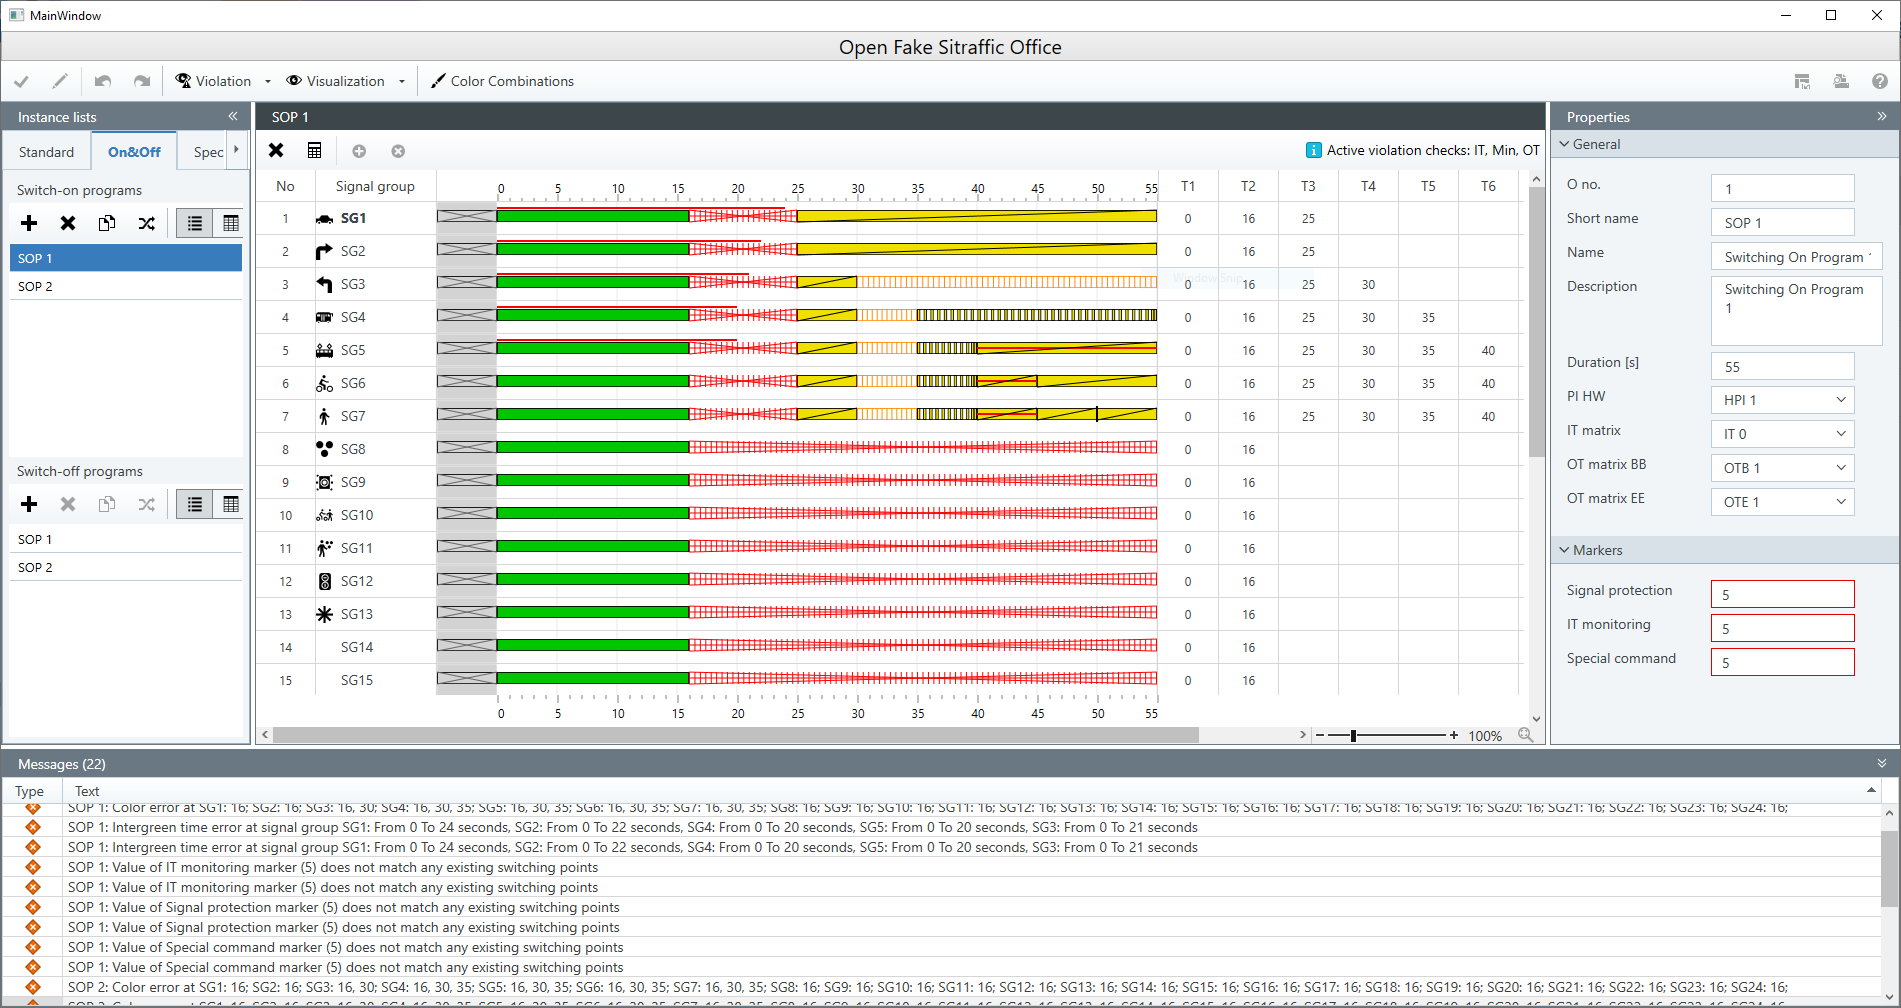 MainWindow
Open Fake Sitraffic Office
Violation Visualization Color Combinations
Instance lists
Standard On&Off Spec
Switch-on programs
SOP 1
SOP 2
Switch-off programs
SOP 1
SOP 2
SOP 1
Active violation checks: IT, Min, OT
No Signal group 0 5 10 15 20 25 30 35 40 45 50 55 T1 T2 T3 T4 T5 T6
1 SG1 0 16 25
2 SG2 0 16 25
3 SG3 0 16 25 30
4 SG4 0 16 25 30 35
5 SG5 0 16 25 30 35 40
6 SG6 0 16 25 30 35 40
7 SG7 0 16 25 30 35 40
8 SG8 0 16
9 SG9 0 16
10 SG10 0 16
11 SG11 0 16
12 SG12 0 16
13 SG13 0 16
14 SG14 0 16
15 SG15 0 16
0 5 10 15 20 25 30 35 40 45 50 55
100%
Properties
General
O no. 1
Short name SOP 1
Name Switching On Program
Description Switching On Program
1
Duration [s] 55
PI HW HPI 1
IT matrix IT 0
OT matrix BB OTB 1
OT matrix EE OTE 1
Markers
Signal protection 5
IT monitoring 5
Special command 5
Messages (22)
Type Text
SOP 1: Color error at SG1: 16; SG2: 16; SG3: 16, 30; SG4: 16, 30, 35; SG5: 16, 30, 35; SG6: 16, 30, 35; SG7: 16, 30, 35; SG8: 16; SG9: 16; SG10: 16; SG11: 16; SG12: 16; SG13: 16; SG14: 16; SG15: 16; SG16: 16; SG17: 16; SG18: 16; SG19: 16; SG20: 16; SG21: 16; SG22: 16; SG23: 16; SG24: 16;
SOP 1: Intergreen time error at signal group SG1: From 0 To 24 seconds, SG2: From 0 To 22 seconds, SG4: From 0 To 20 seconds, SG5: From 0 To 20 seconds, SG3: From 0 To 21 seconds
SOP 1: Intergreen time error at signal group SG1: From 0 To 24 seconds, SG2: From 0 To 22 seconds, SG4: From 0 To 20 seconds, SG5: From 0 To 20 seconds, SG3: From 0 To 21 seconds
SOP 1: Value of IT monitoring marker (5) does not match any existing switching points
SOP 1: Value of IT monitoring marker (5) does not match any existing switching points
SOP 1: Value of Signal protection marker (5) does not match any existing switching points
SOP 1: Value of Signal protection marker (5) does not match any existing switching points
SOP 1: Value of Special command marker (5) does not match any existing switching points
SOP 1: Value of Special command marker (5) does not match any existing switching points
SOP 2: Color error at SG1: 16; SG2: 16; SG3: 16, 30; SG4: 16, 30, 35; SG5: 16, 30, 35; SG6: 16, 30, 35; SG7: 16, 30, 35; SG8: 16; SG9: 16; SG10: 16; SG11: 16; SG12: 16; SG13: 16; SG14: 16; SG15: 16; SG16: 16; SG17: 16; SG18: 16; SG19: 16; SG20: 16; SG21: 16; SG22: 16; SG23: 16; SG24: 16;